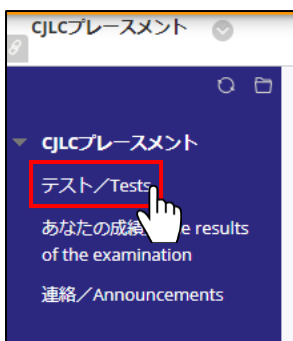 CJLCプレースメント
CJLCプレースメント
テスト／Tests
あなたの成績 e results
of the examination
連絡／Announcements